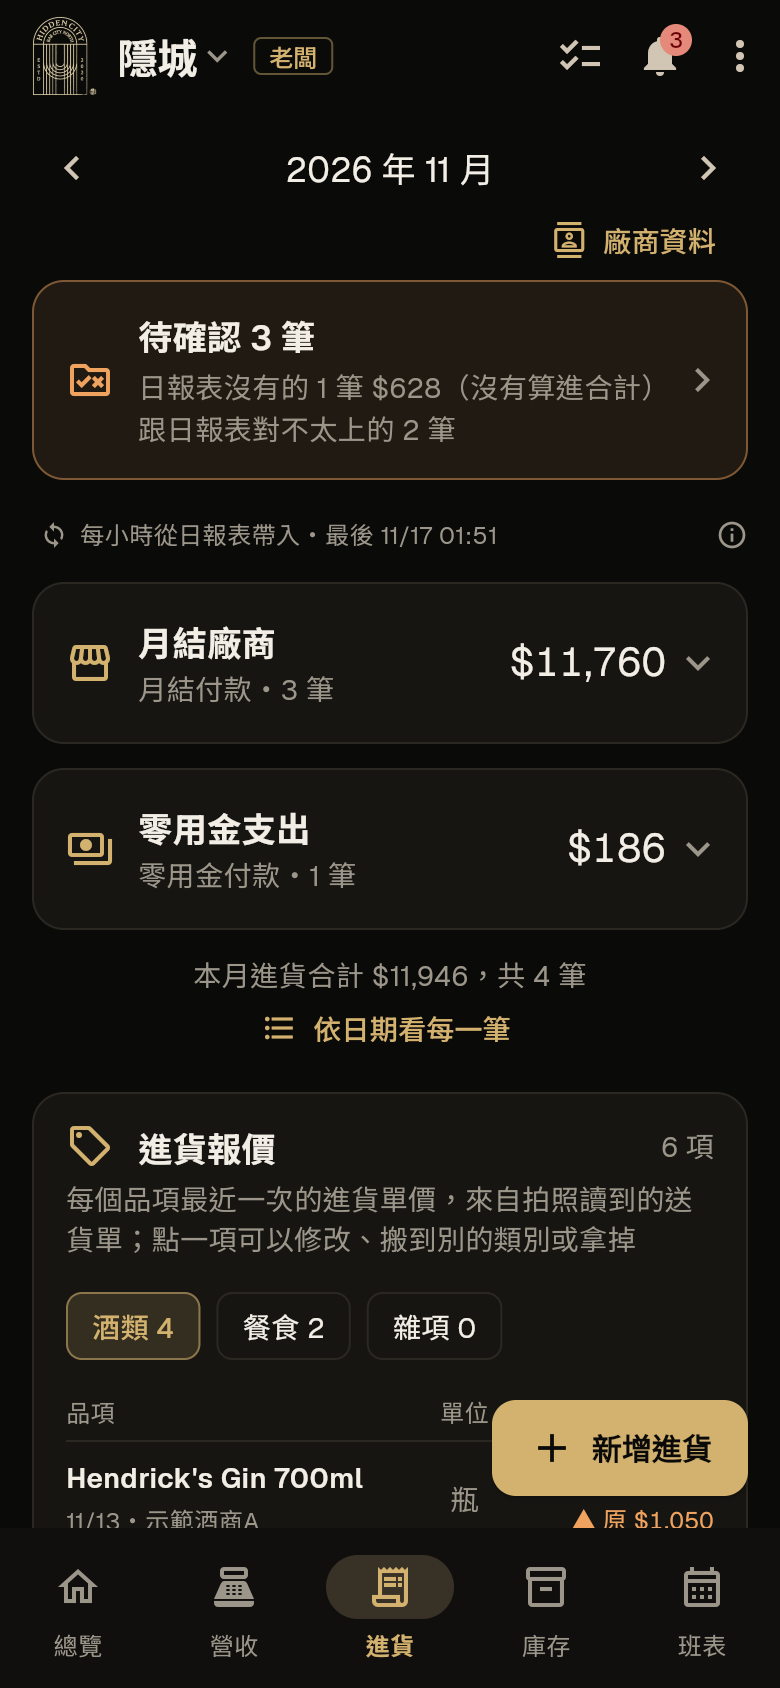 HIDDENCITY
隱城
老闆
3
2026 年 11 月
廠商資料
待確認 3 筆
日報表沒有的 1 筆 $628（沒有算進合計）
跟日報表對不太上的 2 筆
每小時從日報表帶入・最後 11/17 01:51
月結廠商
$11,760
月結付款・3 筆
零用金支出
$186
零用金付款・1 筆
本月進貨合計 $11,946，共 4 筆
依日期看每一筆
進貨報價
6 項
每個品項最近一次的進貨單價，來自拍照讀到的送
貨單；點一項可以修改、搬到別的類別或拿掉
酒類 4
餐食 2
雜項 0
品項
單位
新增進貨
Hendrick's Gin 700ml
瓶
11/13・示範酒商A
▲ 原 $1,050
總覽
營收
進貨
庫存
班表